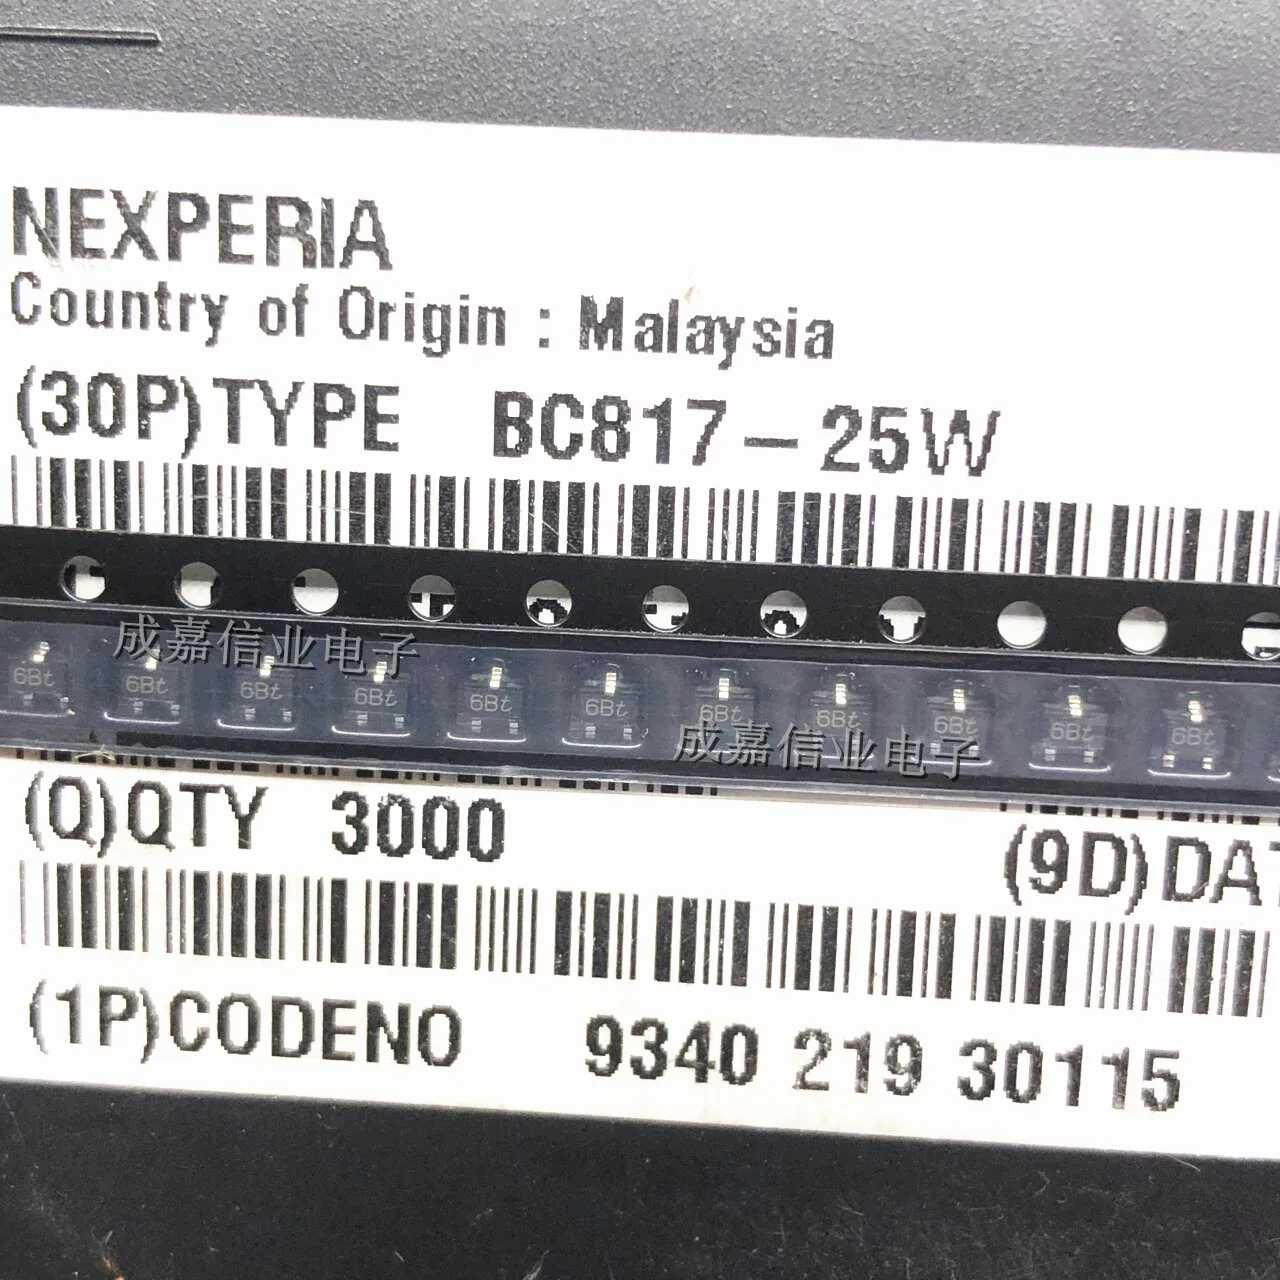 NEXPERIA
Country of Origin : Malaysia
(30P)TYPE BC817-25W
成嘉信业电子
6Bt 6Bt 6Bt 6Bt 6Bt 6Bt 6Bt 6Bt 6Bt 6Bt 6Bt
成嘉信业电子
(Q)QTY 3000
(9D)DAT
(1P)CODENO 9340 219 30115